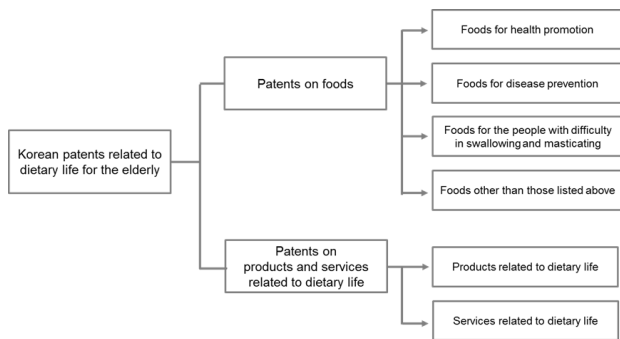 Korean patents related to
dietary life for the elderly
Patents on foods
Foods for health promotion
Foods for disease prevention
Foods for the people with difficulty
in swallowing and masticating
Foods other than those listed above
Patents on
products and services
related to dietary life
Products related to dietary life
Services related to dietary life